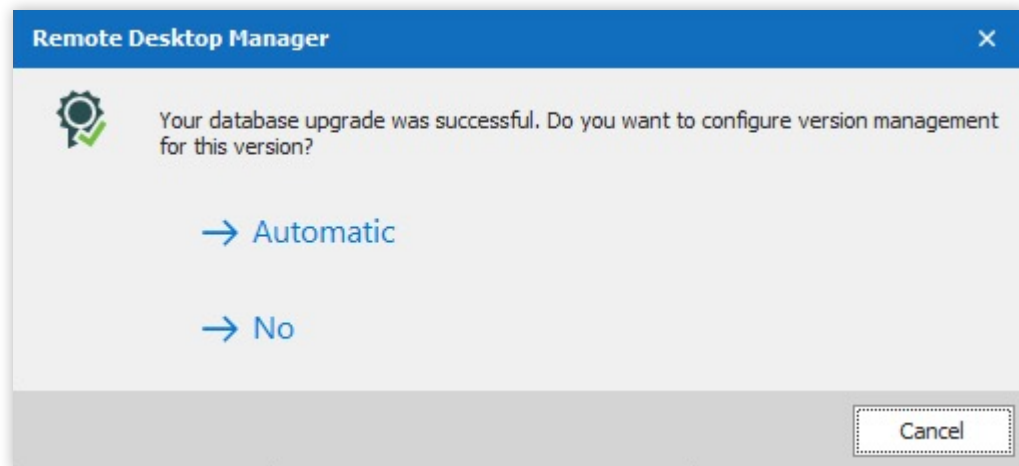 Remote Desktop Manager
Your database upgrade was successful. Do you want to configure version management
for this version?
Automatic
No
Cancel